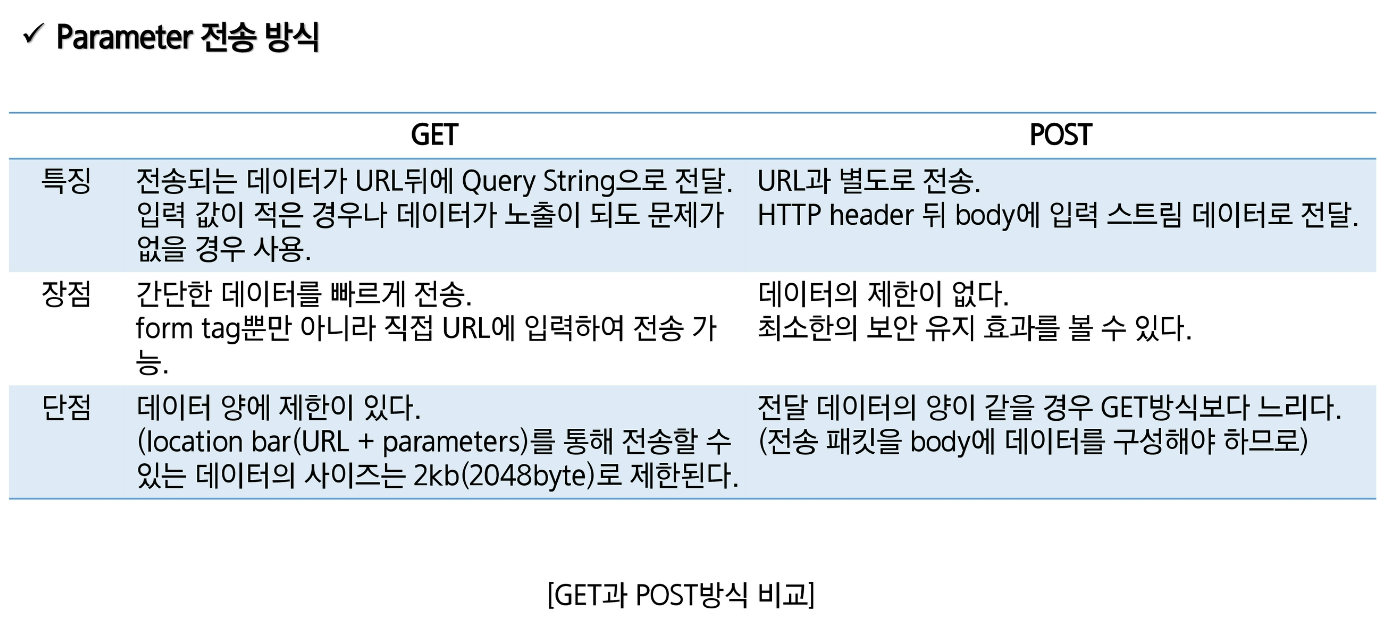 ✓ Parameter 전송 방식
GET POST
특징 전송되는 데이터가 URL뒤에 Query String으로 전달. URL과 별도로 전송.
입력 값이 적은 경우나 데이터가 노출이 되도 문제가 HTTP header 뒤 body에 입력 스트림 데이터로 전달.
없을 경우 사용.
장점 간단한 데이터를 빠르게 전송. 데이터의 제한이 없다.
form tag뿐만 아니라 직접 URL에 입력하여 전송 가 최소한의 보안 유지 효과를 볼 수 있다.
능.
단점 데이터 양에 제한이 있다. 전달 데이터의 양이 같을 경우 GET방식보다 느리다.
(location bar(URL + parameters)를 통해 전송할 수 (전송 패킷을 body에 데이터를 구성해야 하므로)
있는 데이터의 사이즈는 2kb(2048byte)로 제한된다.
[GET과 POST방식 비교]